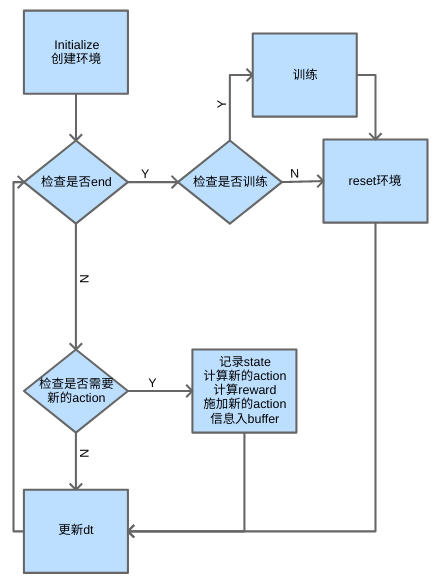 Initialize
创建环境
训练
Y
检查是否end
Y
检查是否训练
N
reset环境
N
检查是否需要
新的action
Y
记录state
计算新的action
计算reward
施加新的action
信息入buffer
N
更新dt